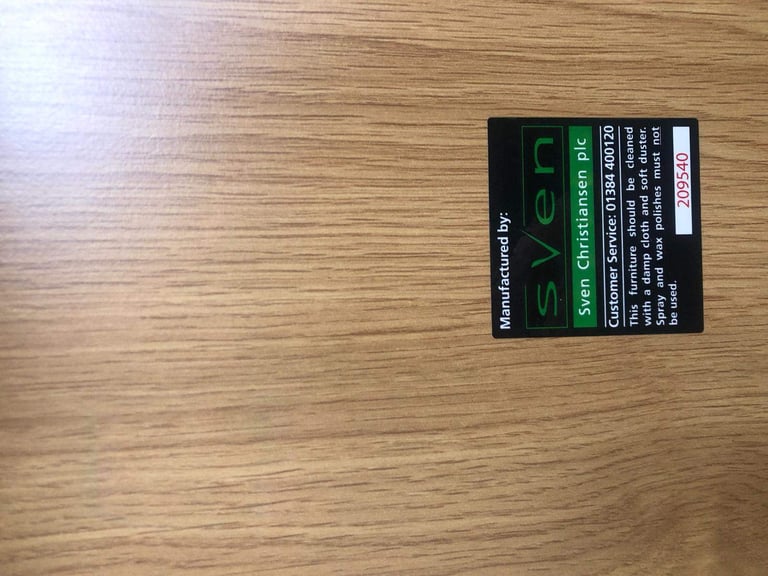 Manufactured by:
sven
Sven Christiansen plc
Customer Service: 01384 400120
This furniture should be cleaned
with a damp cloth and soft duster.
Spray and wax polishes must not
be used.
209540